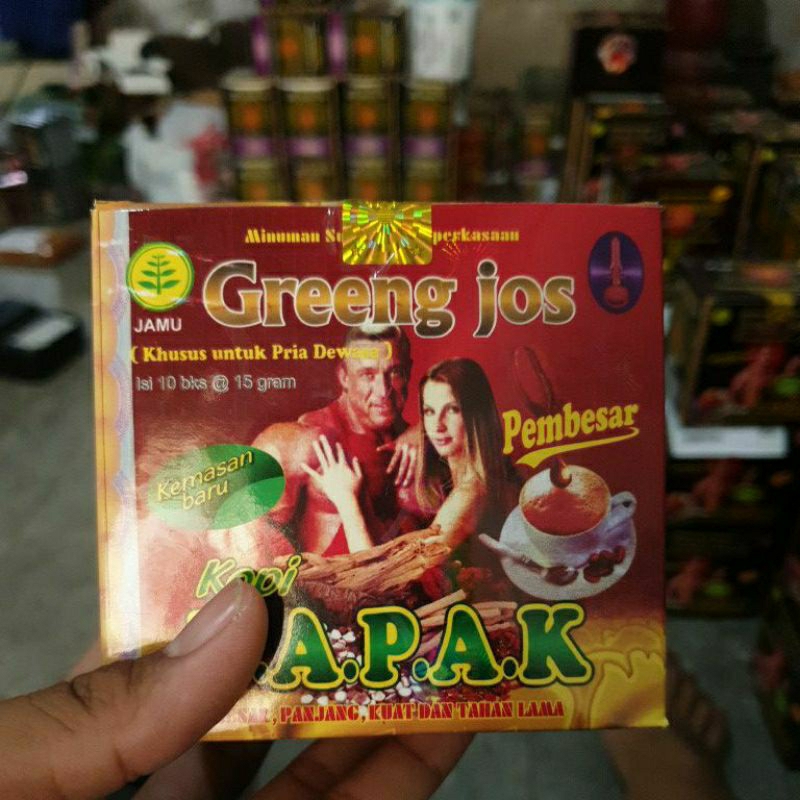 Minuman
Greeng jos
JAMU
( Khusus untuk Pria Dewasa )
Isi 10 bks @ 15 gram
Pembesar
Kemasan
baru
Kopi
.A.P.A.K
PANJANG, KUAT DAN TAHAN LAMA